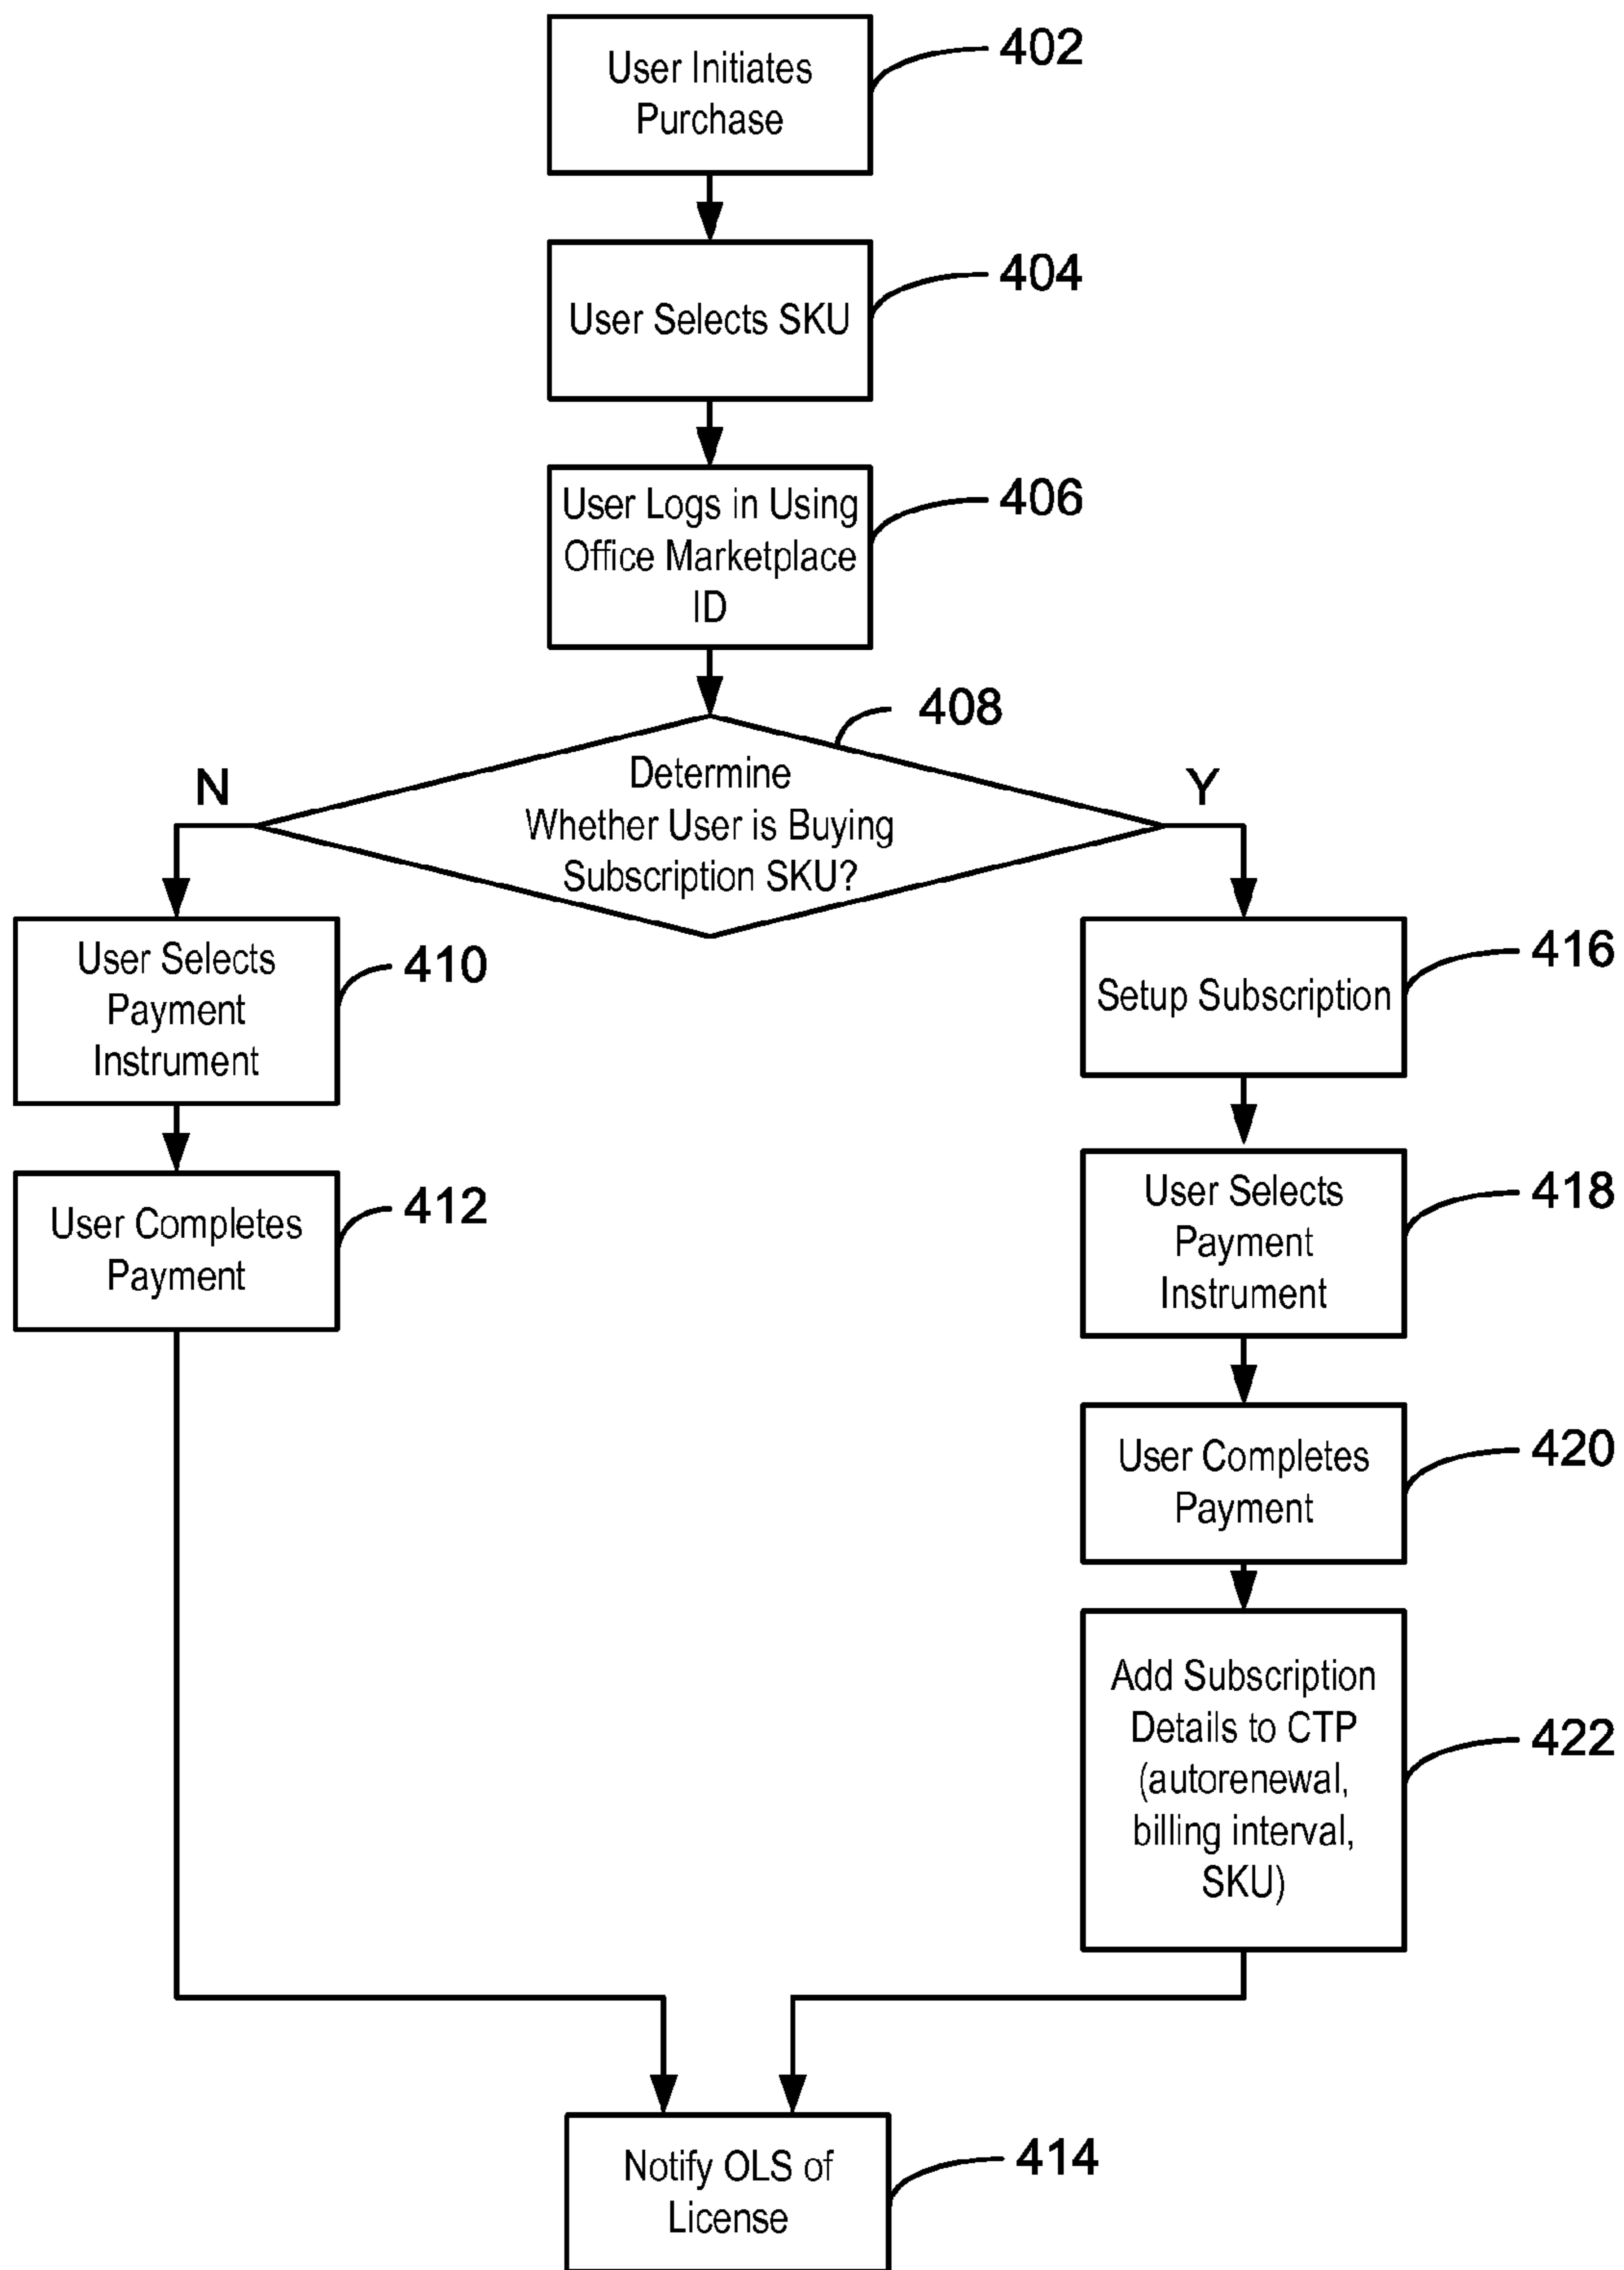 User Initiates
Purchase
402
User Selects SKU
404
User Logs in Using
Office Marketplace
ID
406
408
Determine
Whether User is Buying
Subscription SKU?
N
Y
User Selects
Payment
Instrument
410
User Completes
Payment
412
Setup Subscription
416
User Selects
Payment
Instrument
418
User Completes
Payment
420
Add Subscription
Details to CTP
(autorenewal,
billing interval,
SKU)
422
Notify OLS of
License
414